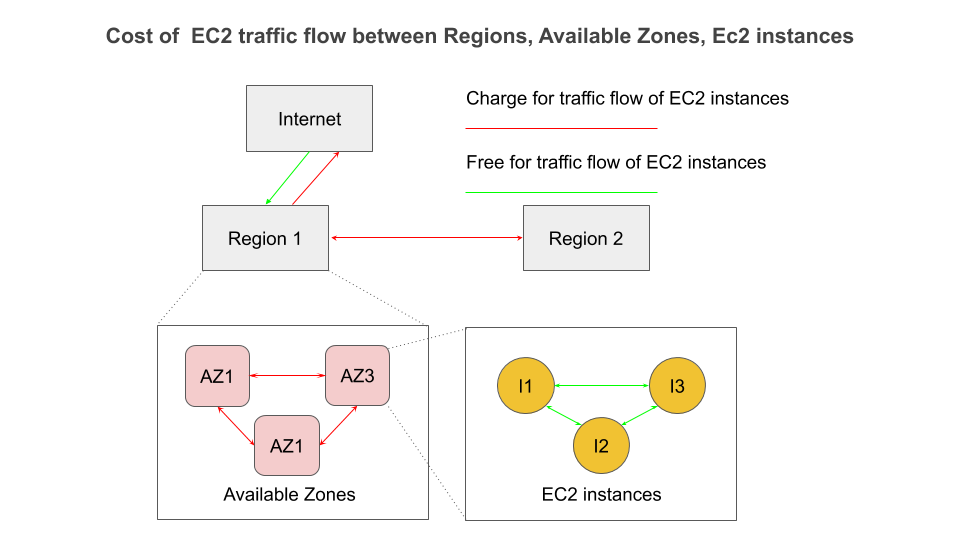 Cost of  EC2 traffic flow between Regions, Available Zones, Ec2 instances
Internet
Charge for traffic flow of EC2 instances
Free for traffic flow of EC2 instances
Region 1
Region 2
AZ1
AZ3
AZ1
Available Zones
I1
I3
I2
EC2 instances